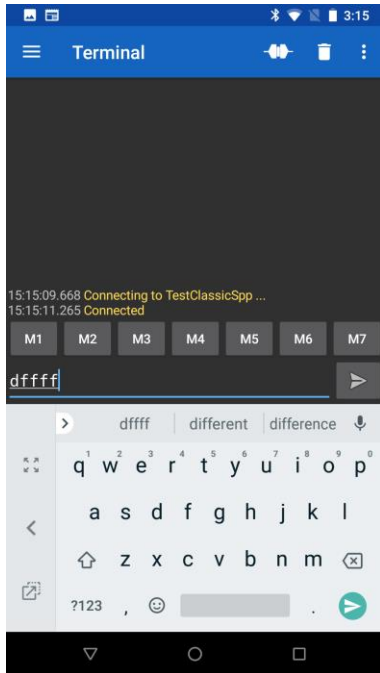 3:15
Terminal
15:15:09.668 Connecting to TestClassicSpp ...
15:15:11.265 Connected
M1 M2 M3 M4 M5 M6 M7
dffff
dffff different difference
1 2 3 4 5 6 7 8 9 0
q w e r t y u i o p
a s d f g h j k l
z x c v b n m
?123 , .